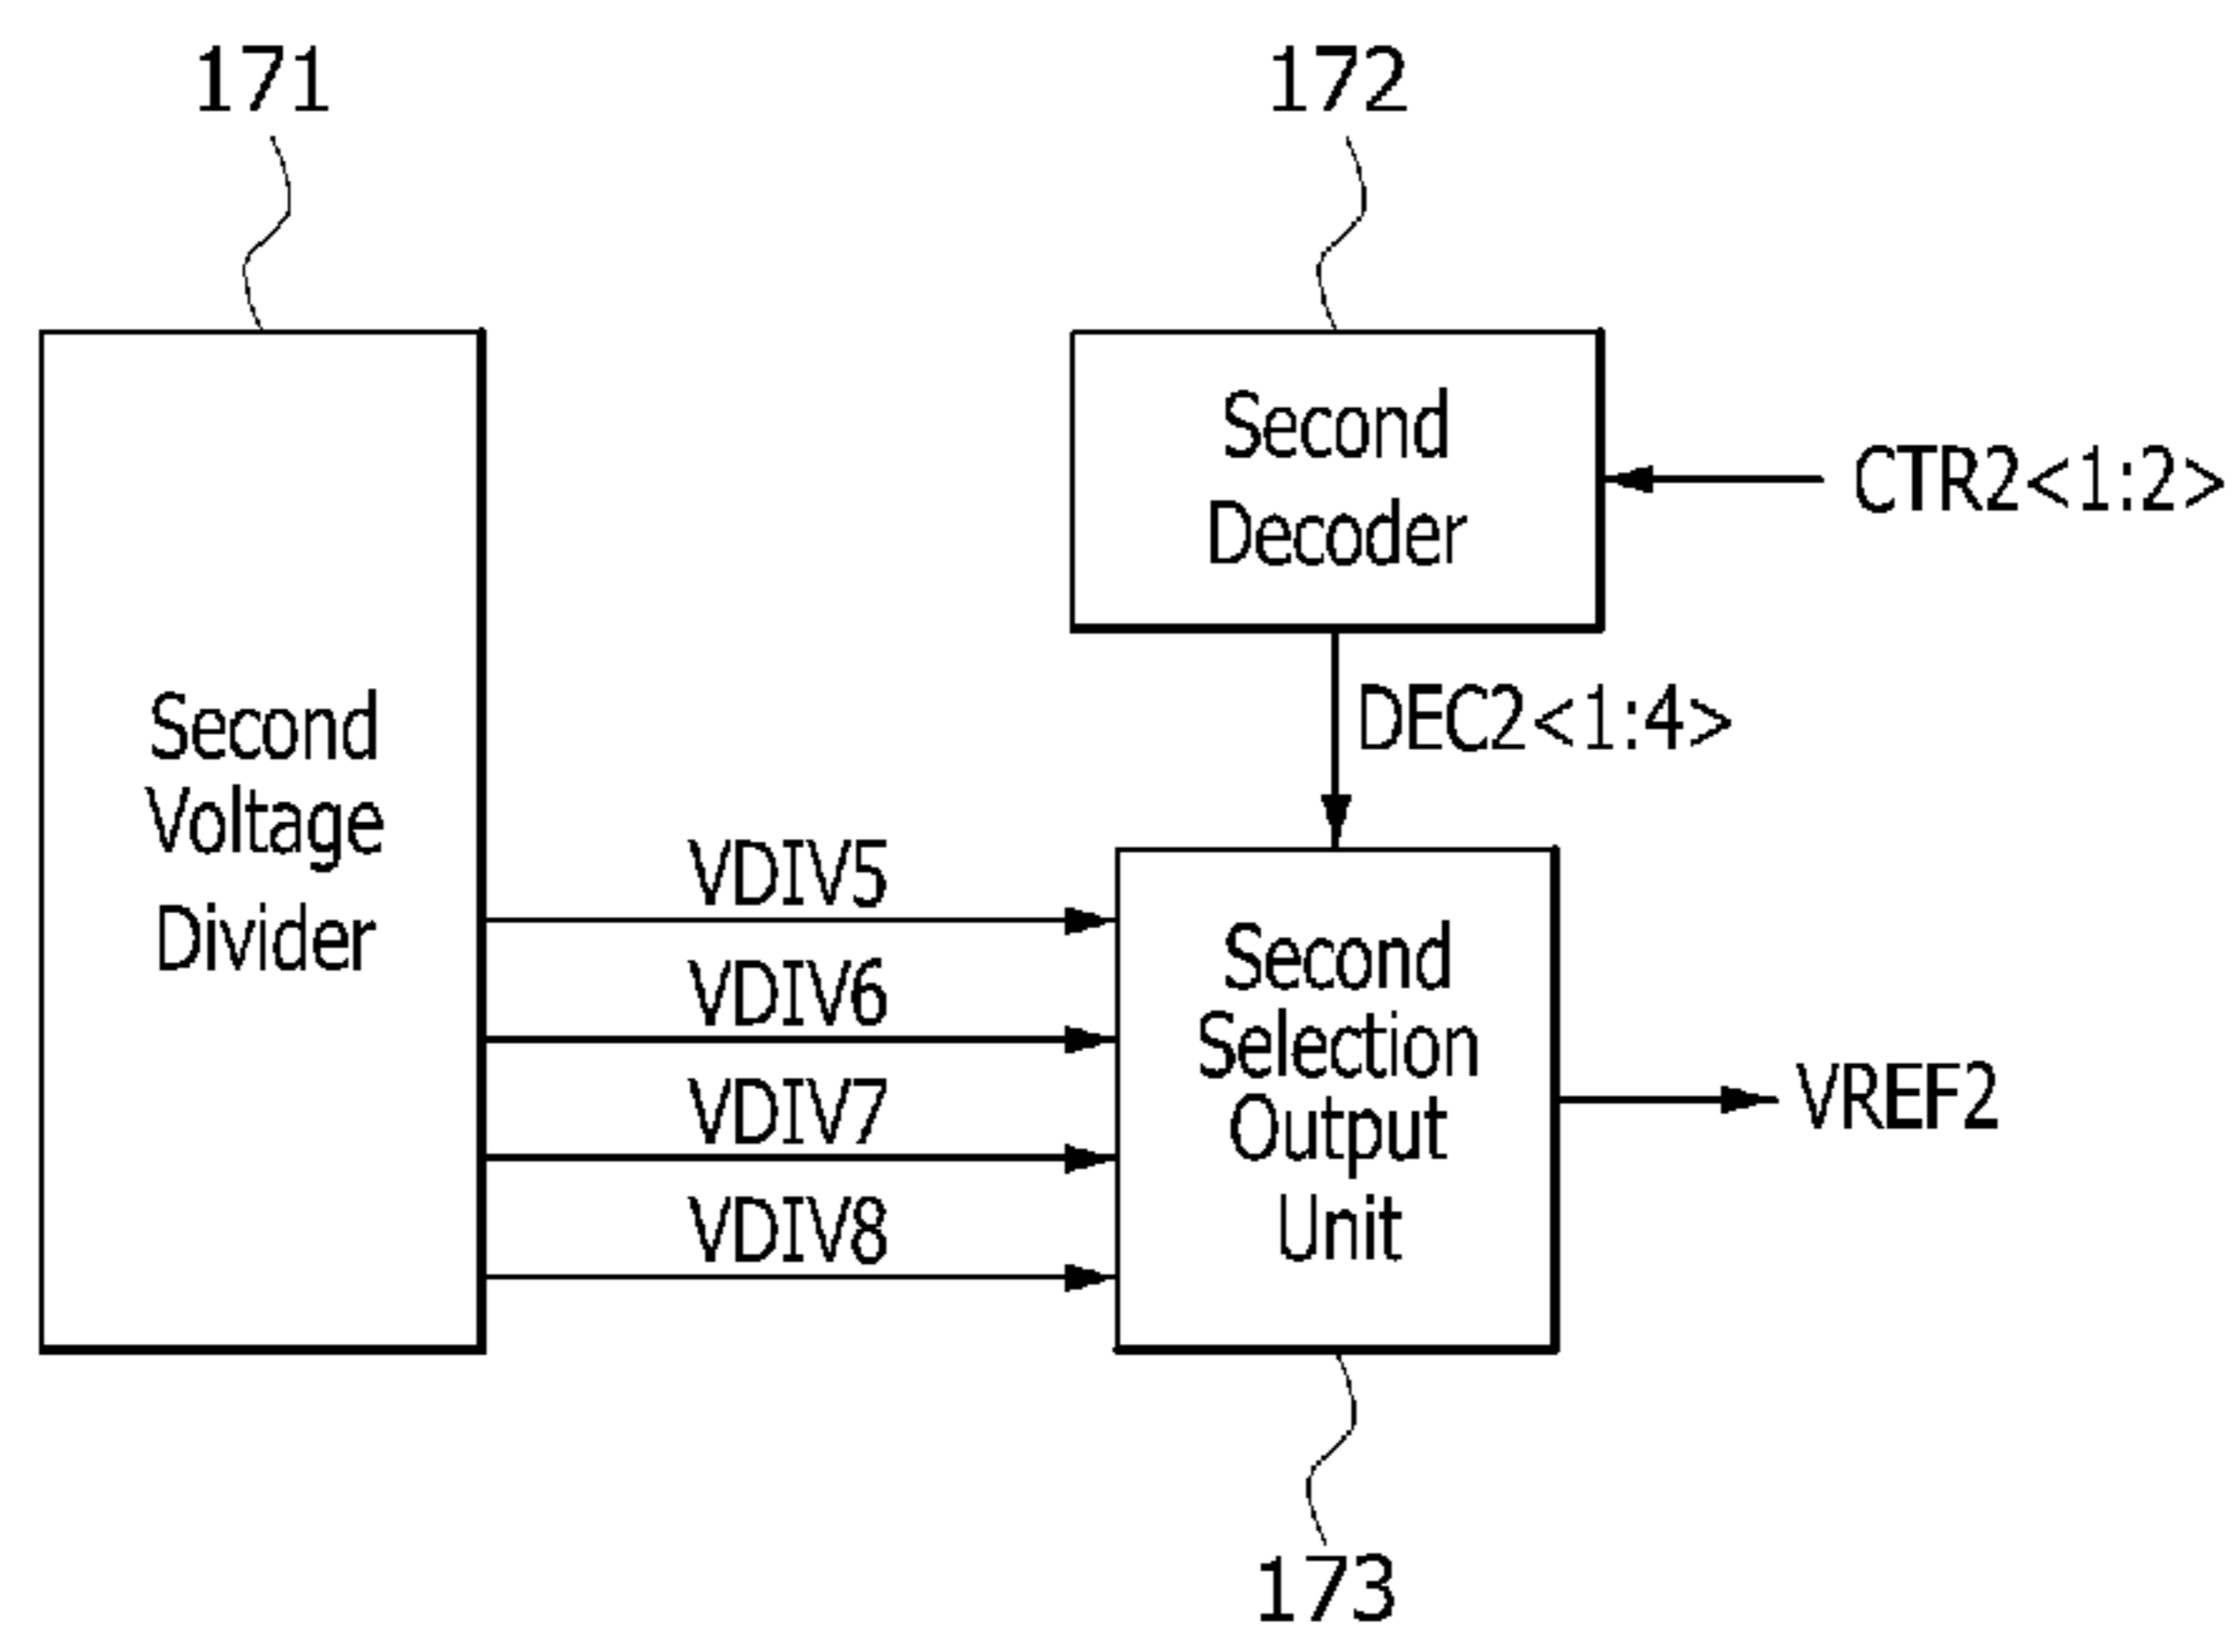 171
172
Second
Decoder
CTR2<1:2>
DEC2<1:4>
Second
Voltage
Divider
VDIV5
VDIV6
VDIV7
VDIV8
Second
Selection
Output
Unit
VREF2
173